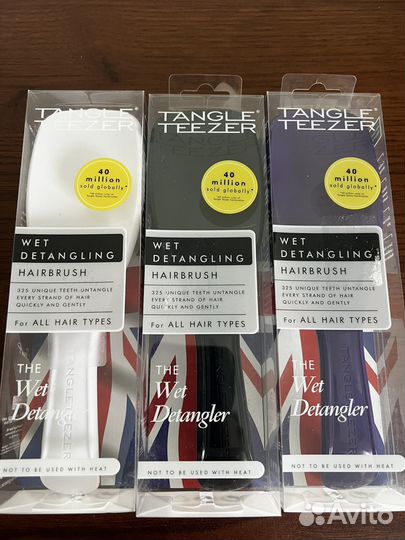 TANGLE
TEEZER
40
million
sold globally*
WET
DETANGLING
HAIRBRUSH
325 UNIQUE TEETH UNTANGLE
EVERY STRAND OF HAIR
QUICKLY AND GENTLY
For ALL HAIR TYPES
THE
Wet
Detangler
TANGLE TEEZER
NOT TO BE USED WITH HEAT
TANGLE
TEEZER
40
million
sold globally*
WET
DETANGLING
HAIRBRUSH
325 UNIQUE TEETH UNTANGLE
EVERY STRAND OF HAIR
QUICKLY AND GENTLY
For ALL HAIR TYPES
THE
Wet
Detangler
NOT TO BE USED WITH HEAT
TANGLE
TEEZER
40
million
sold globally*
WET
DETANGLING
HAIRBRUSH
325 UNIQUE TEETH UNTANGLE
EVERY STRAND OF HAIR
QUICKLY AND GENTLY
For ALL HAIR TYPES
THE
Wet
Detangler
NOT TO BE USED WITH HEAT
Avito